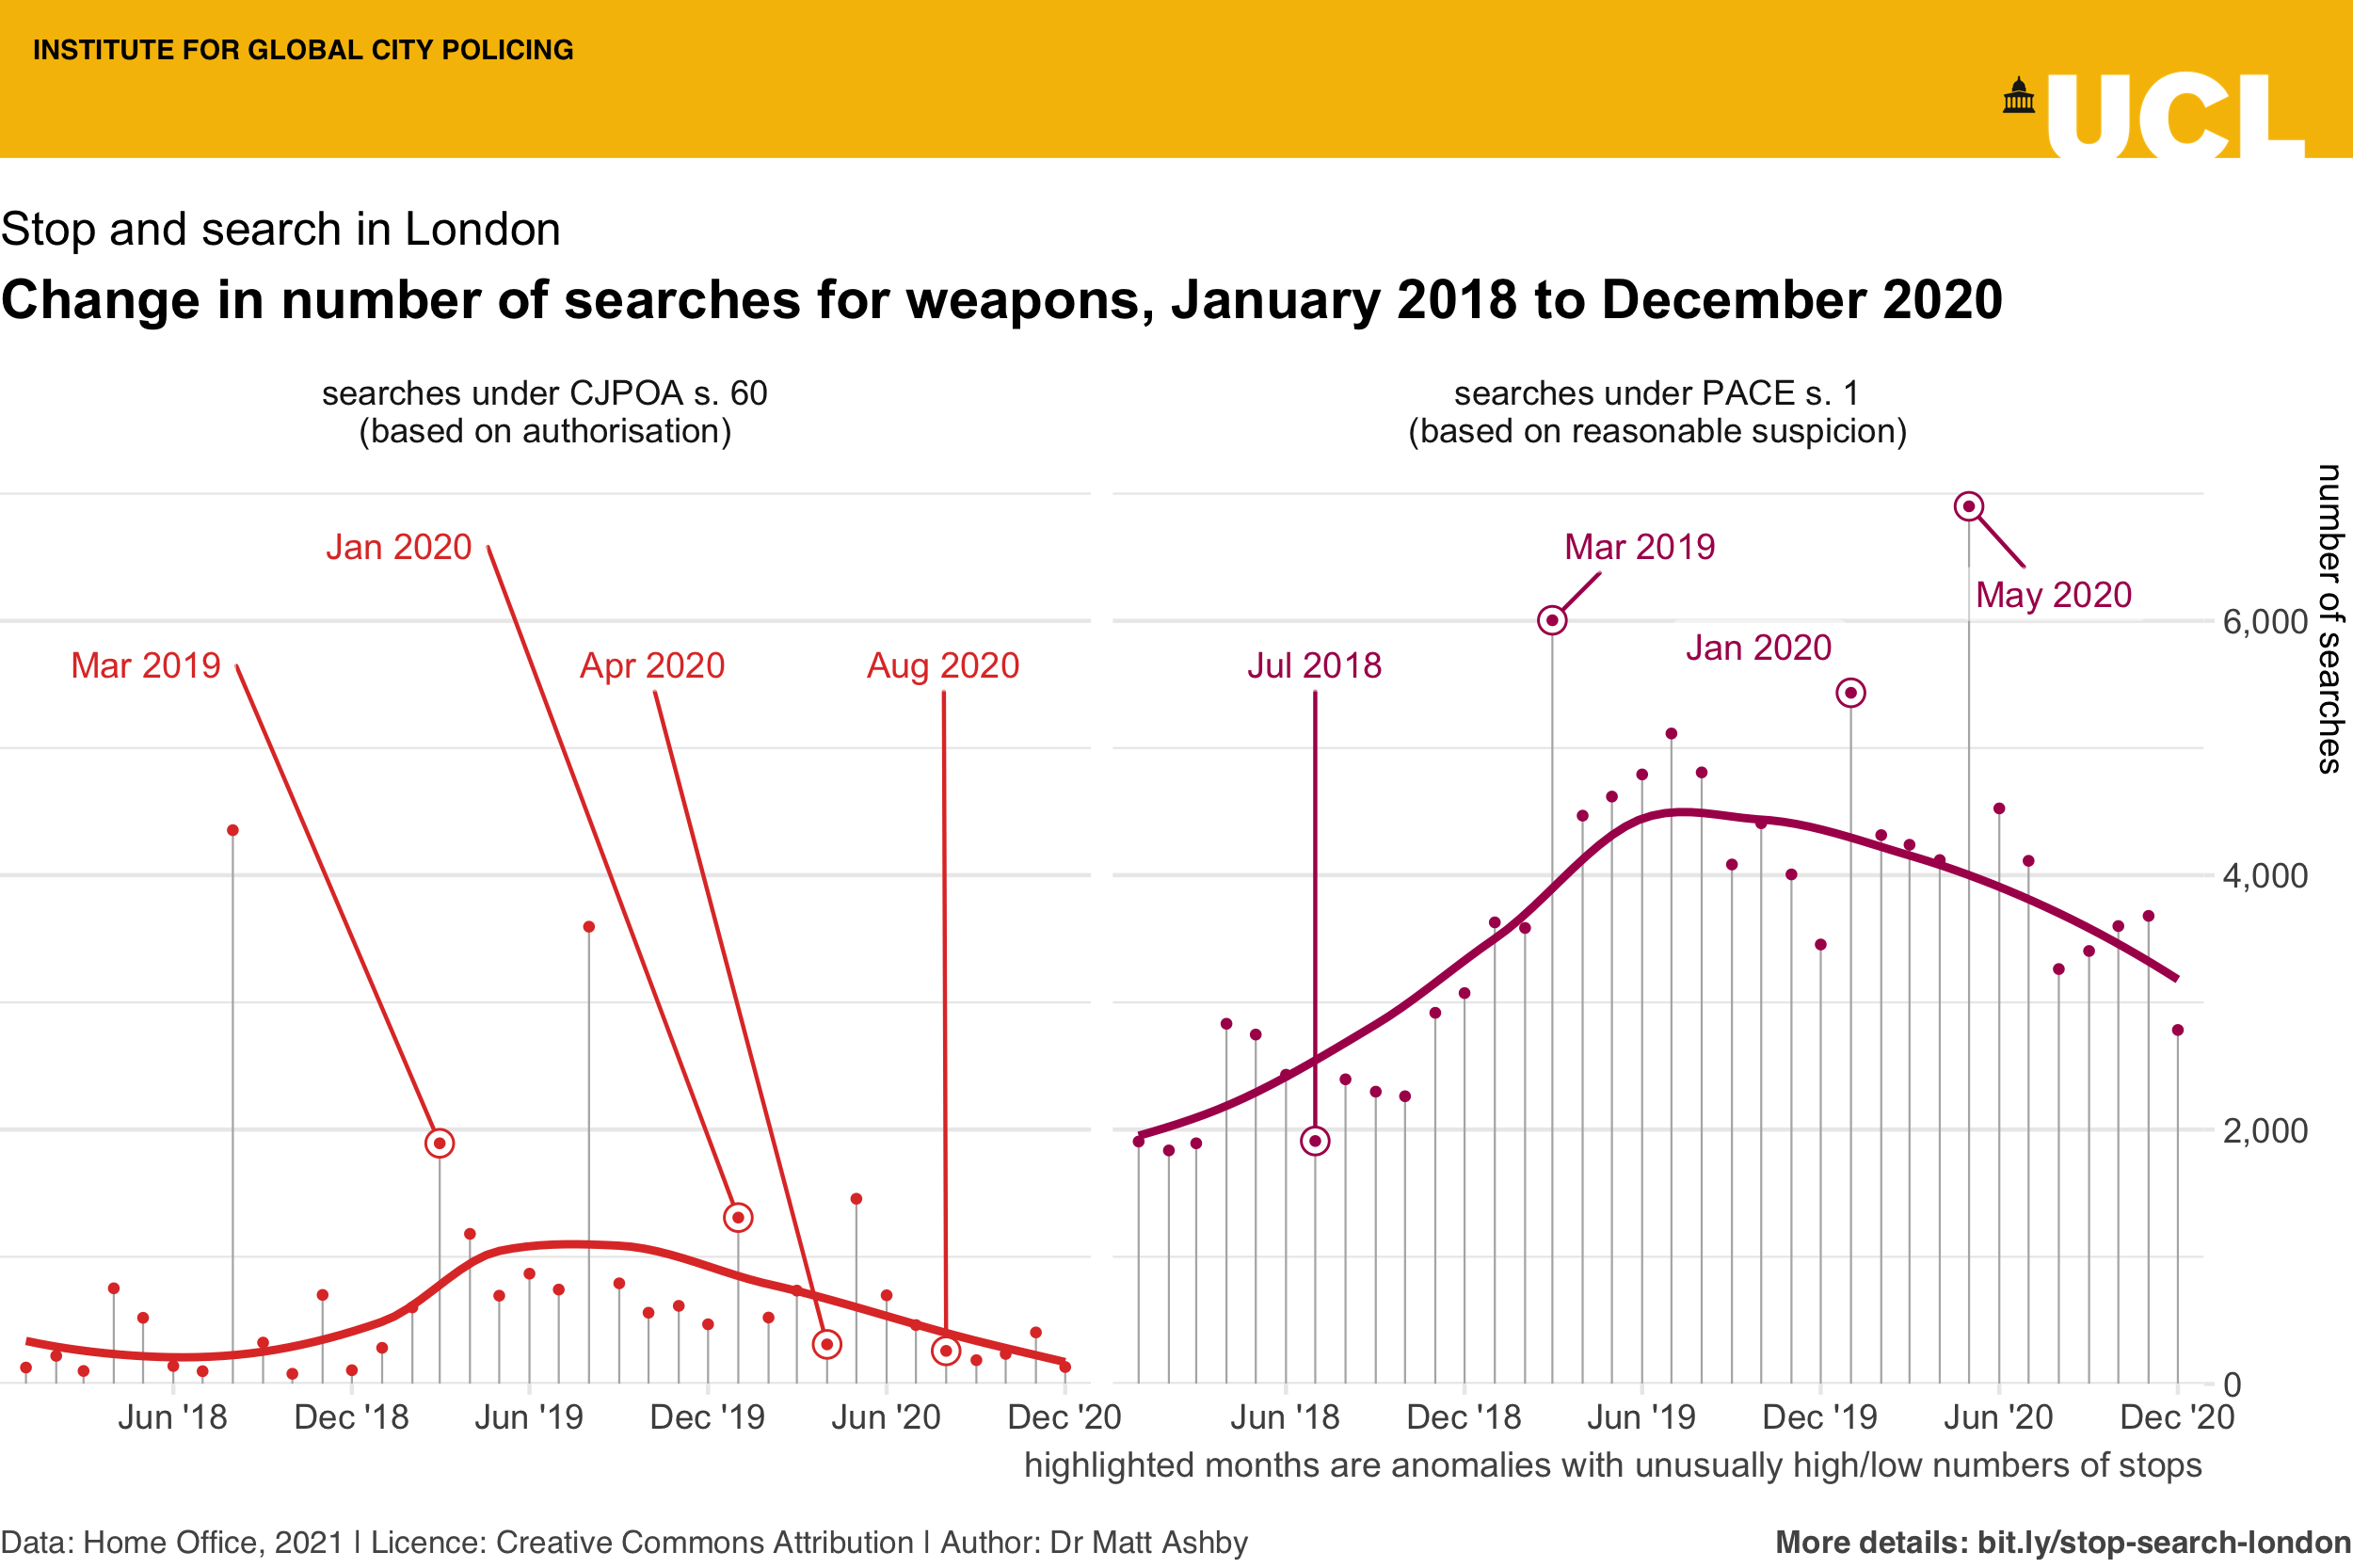 INSTITUTE FOR GLOBAL CITY POLICING
UCL
Stop and search in London
Change in number of searches for weapons, January 2018 to December 2020
searches under CJPOA s. 60
(based on authorisation)
searches under PACE s. 1
(based on reasonable suspicion)
number of searches
Jan 2020
Mar 2019
Apr 2020
Aug 2020
Mar 2019
May 2020
Jan 2020
Jul 2018
6,000
4,000
2,000
0
Jun '18
Dec '18
Jun '19
Dec '19
Jun '20
Dec '20
Jun '18
Dec '18
Jun '19
Dec '19
Jun '20
Dec '20
highlighted months are anomalies with unusually high/low numbers of stops
Data: Home Office, 2021 | Licence: Creative Commons Attribution | Author: Dr Matt Ashby
More details: bit.ly/stop-search-london